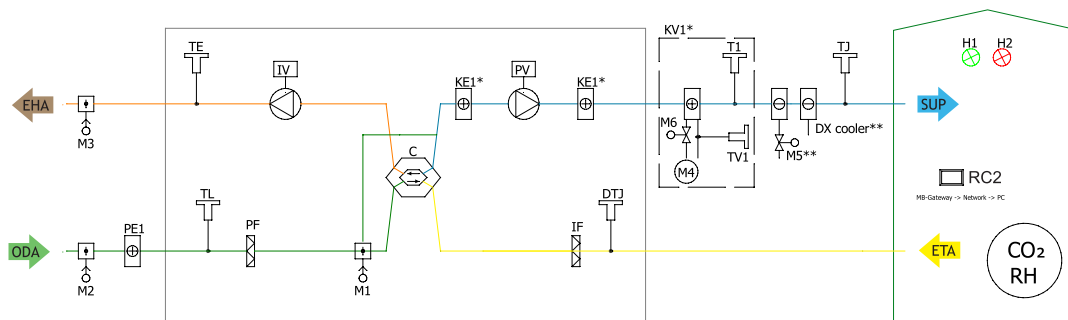 KV1*
H1 H2
TE T1 TJ
IV PV
KE1* KE1*
EHA SUP
M6 DX cooler**
M3 C TV1 M5**
M4
RC2
TL DTJ
MB-Gateway -> Network -> PC
PE1 PF IF
ODA ETA CO₂
RH
M2 M1